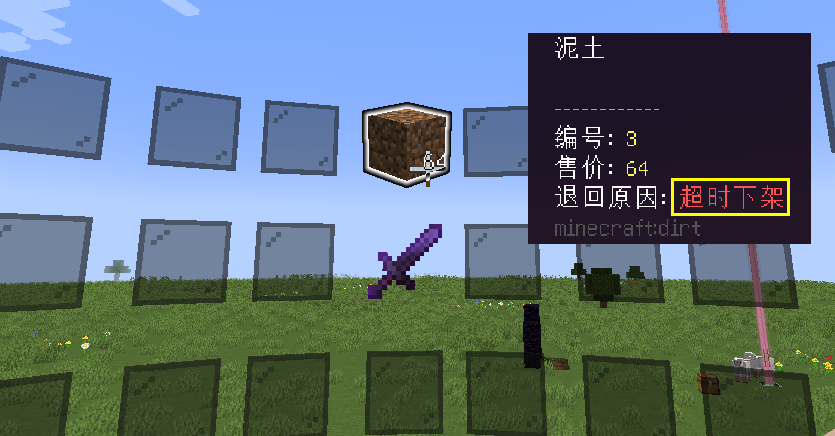 泥土
------------
编号: 3
售价: 64
退回原因: 超时下架
minecraft:dirt